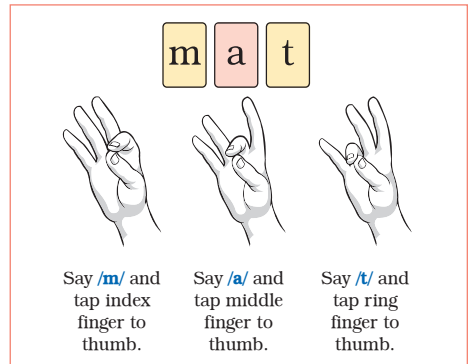 m a t
Say /m/ and
tap index
finger to
thumb.
Say /a/ and
tap middle
finger to
thumb.
Say /t/ and
tap ring
finger to
thumb.